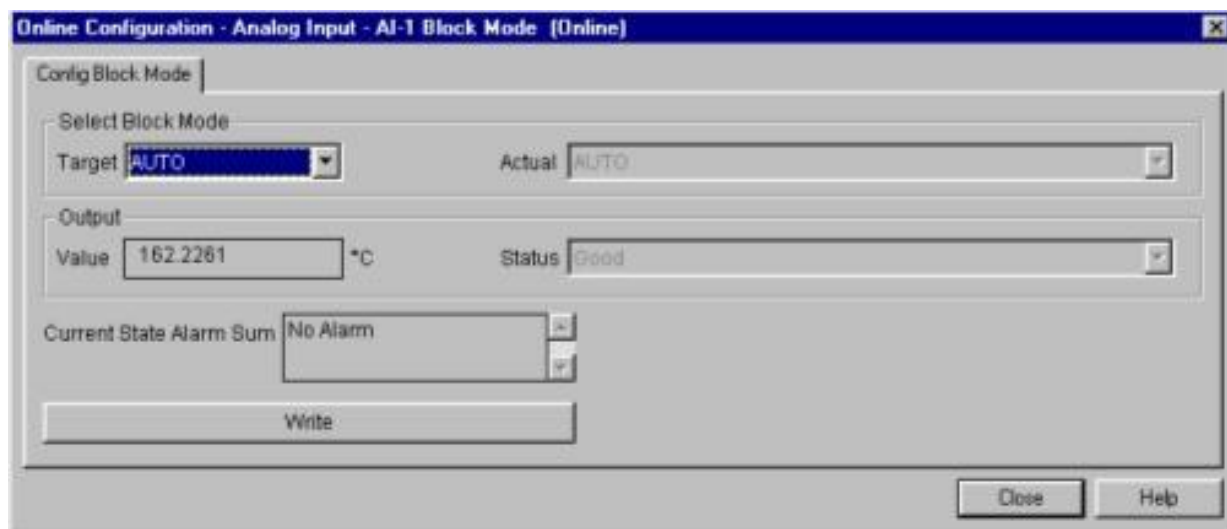 Online Configuration - Analog Input - AI-1 Block Mode (Online)
Config Block Mode
Select Block Mode
Target AUTO Actual AUTO
Output
Value 162.2261 °C Status Good
Current State Alarm Sum No Alarm
Write
Close Help